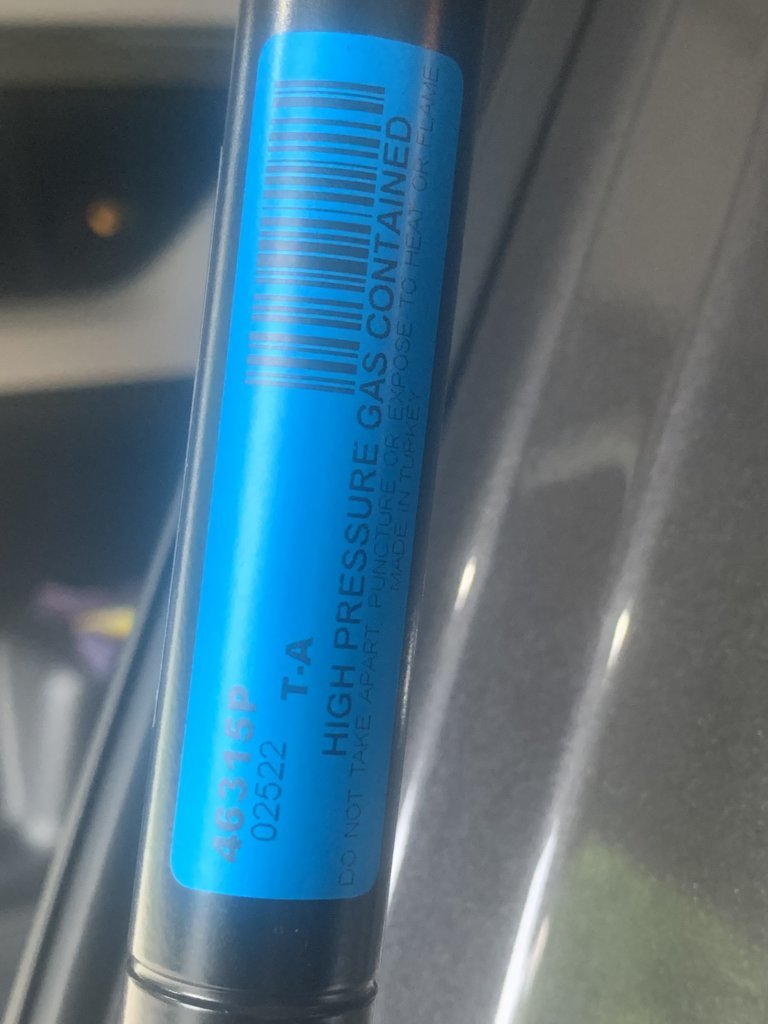 46315P
02522
T-A
HIGH PRESSURE GAS CONTAINED
DO NOT TAKE APART, PUNCTURE OR EXPOSE TO HEAT OR FLAME
MADE IN TURKEY